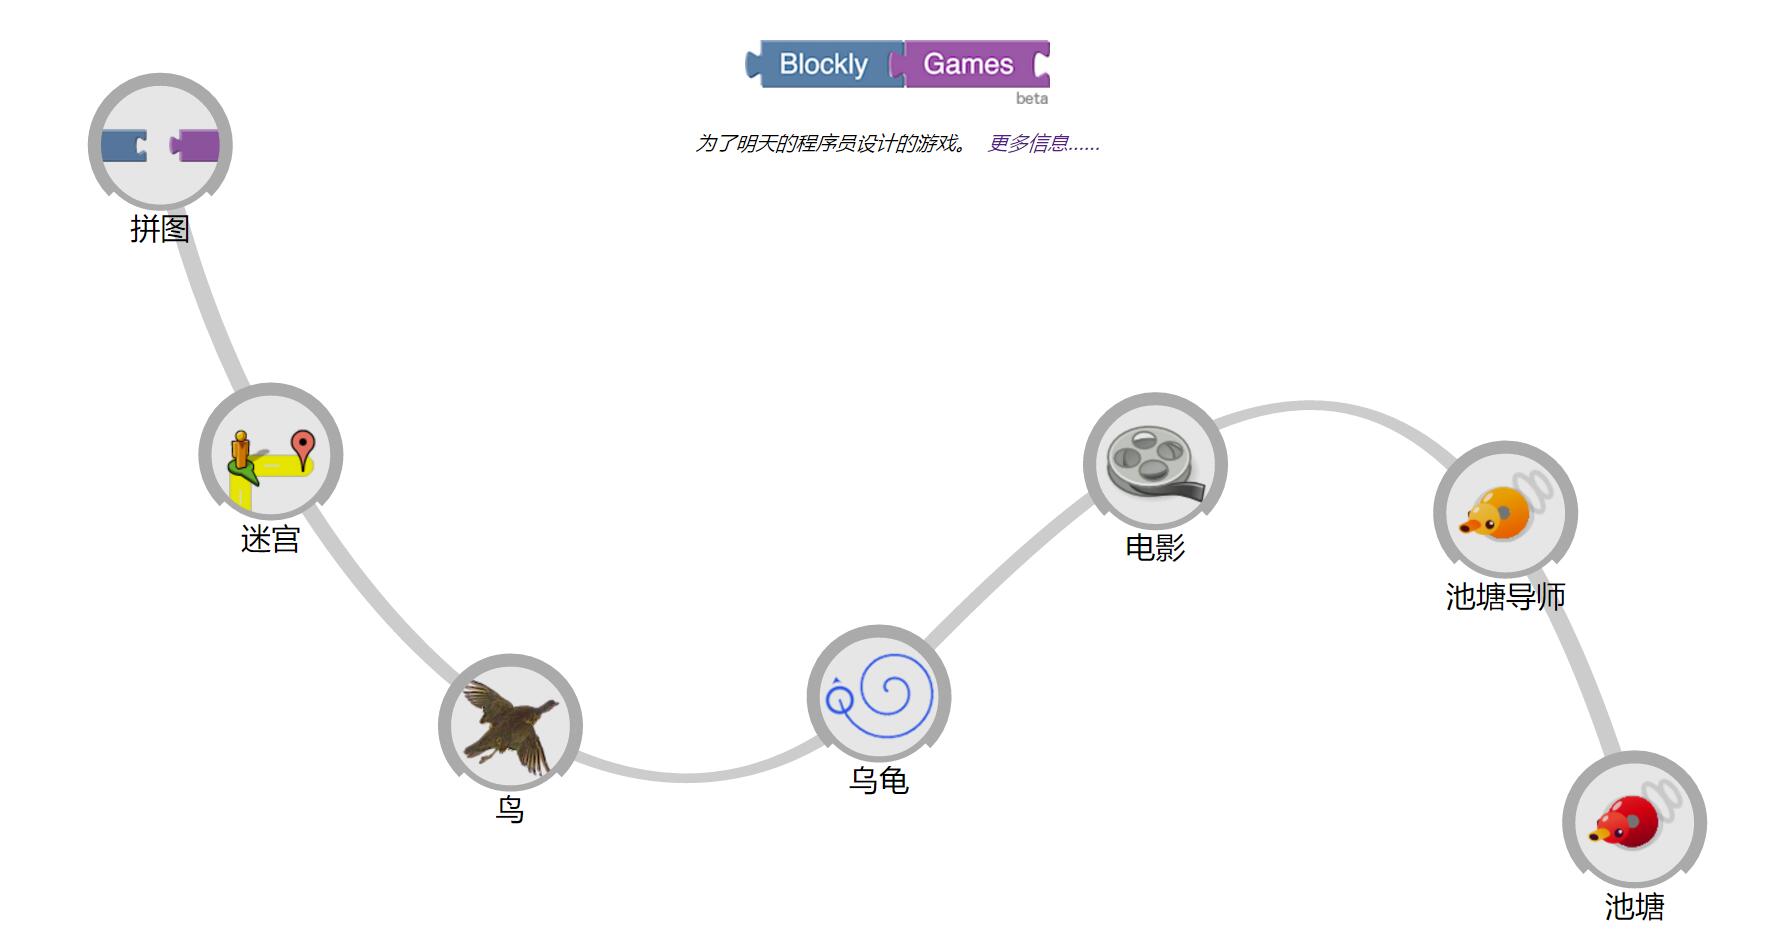 Blockly Games
beta
为了明天的程序员设计的游戏。 更多信息......
拼图
迷宫
鸟
乌龟
电影
池塘导师
池塘